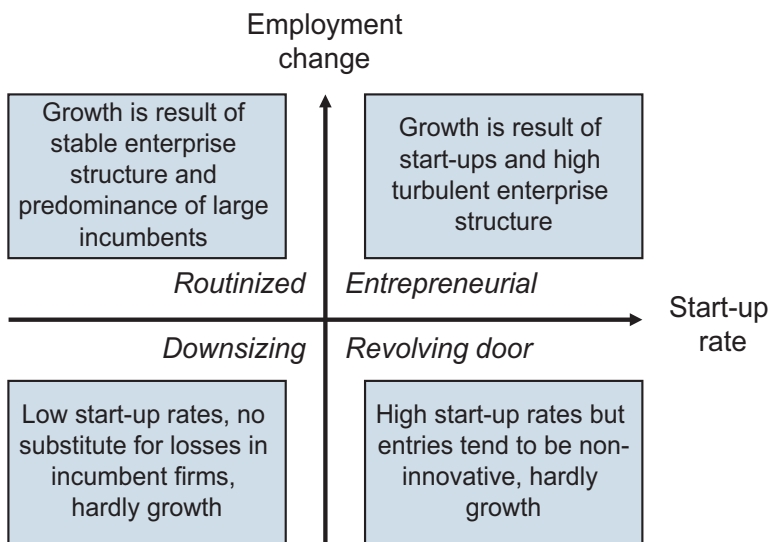 Employment
change
Growth is result of
stable enterprise
structure and
predominance of large
incumbents
Growth is result of
start-ups and high
turbulent enterprise
structure
Routinized
Entrepreneurial
Start-up
rate
Downsizing
Revolving door
Low start-up rates, no
substitute for losses in
incumbent firms,
hardly growth
High start-up rates but
entries tend to be non-
innovative, hardly
growth